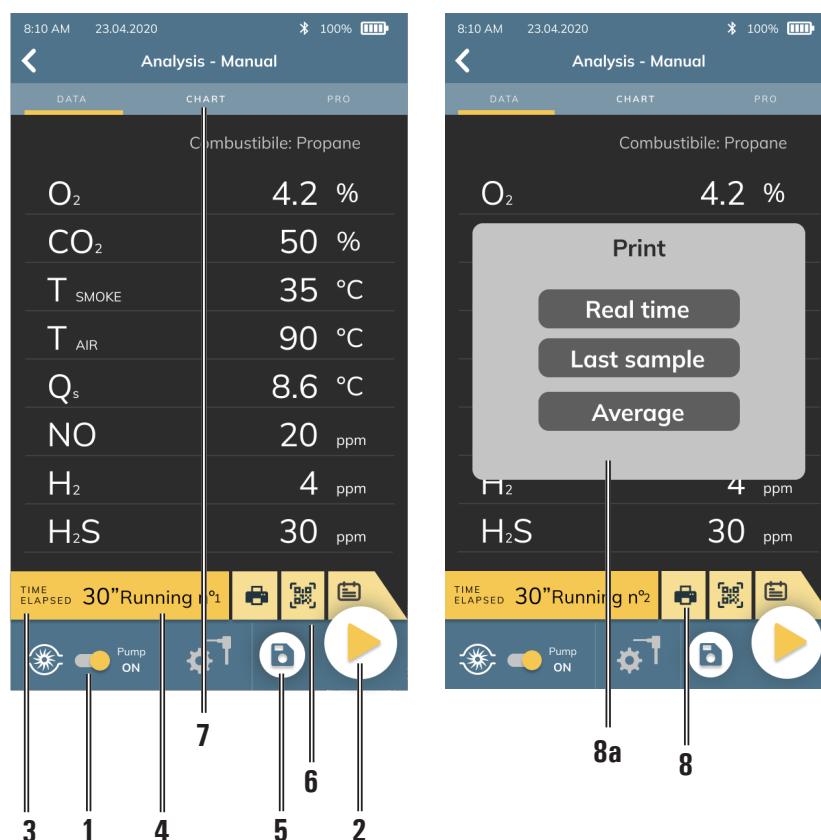 8:10 AM 23.04.2020 100%
Analysis - Manual
DATA CHART PRO
Combustibile: Propane
O₂ 4.2 %
CO₂ 50 %
T SMOKE 35 °C
T AIR 90 °C
Qs 8.6 °C
NO 20 ppm
H₂ 4 ppm
H₂S 30 ppm
TIME
ELAPSED 30” Running n°1
Pump
ON
7
6
3 1 4 5 2
8:10 AM 23.04.2020 100%
Analysis - Manual
DATA CHART PRO
Combustibile: Propane
O₂ 4.2 %
Print
Real time
Last sample
Average
H₂ 4 ppm
H₂S 30 ppm
TIME
ELAPSED 30” Running n°2
Pump
ON
8a 8